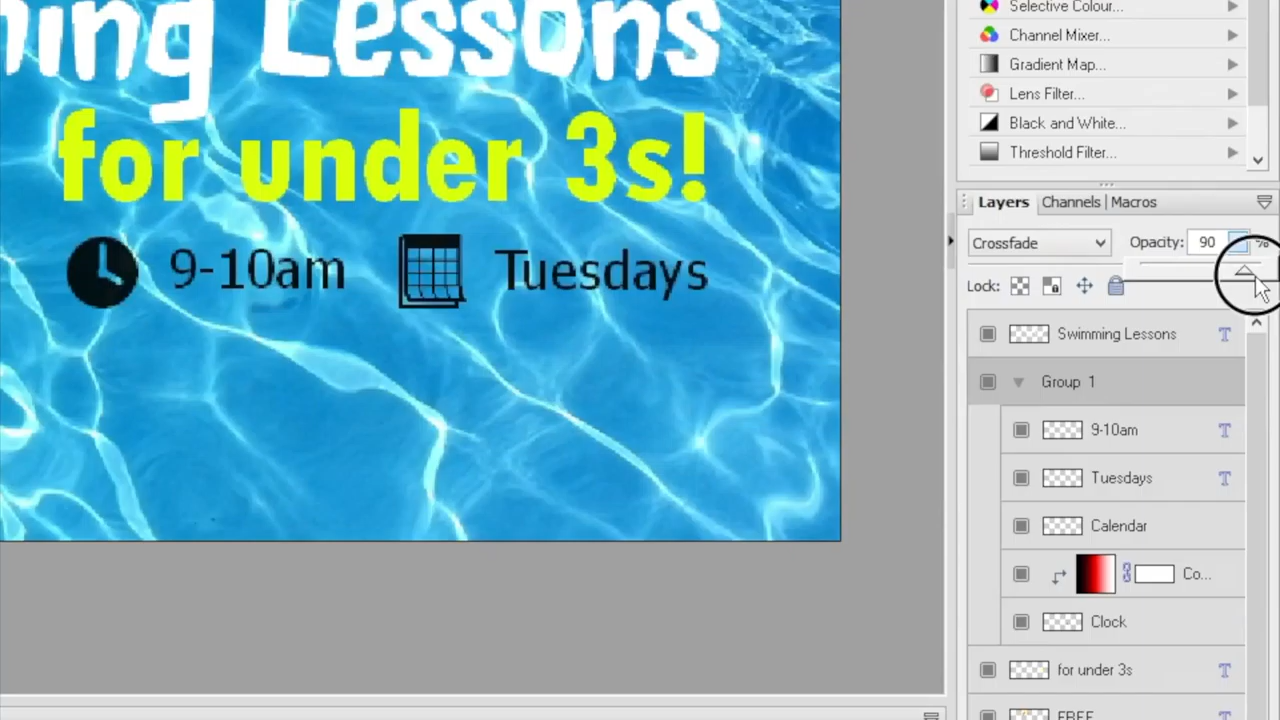 ning Lessons
for under 3s!
9-10am
Tuesdays
Selective Colour...
Channel Mixer...
Gradient Map...
Lens Filter...
Black and White...
Threshold Filter...
Layers Channels | Macros
Crossfade Opacity: 90 %
Lock:
Swimming Lessons T
Group 1
9-10am T
Tuesdays T
Calendar
Co...
Clock
for under 3s T
FREE T